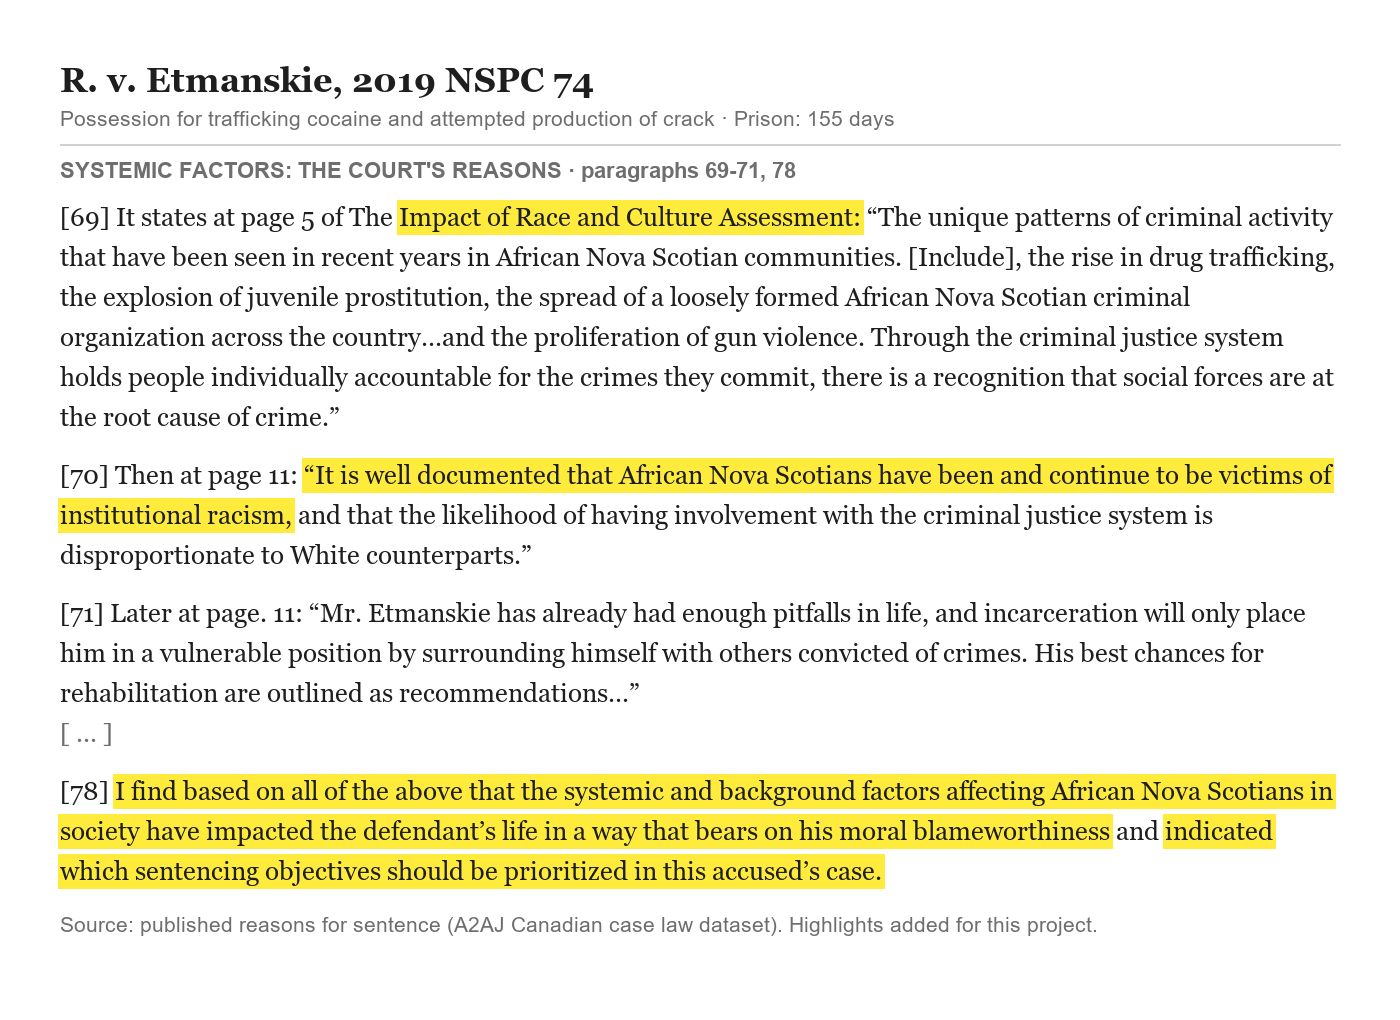 R. v. Etmanskie, 2019 NSPC 74
Possession for trafficking cocaine and attempted production of crack · Prison: 155 days
SYSTEMIC FACTORS: THE COURT'S REASONS · paragraphs 69-71, 78
[69] It states at page 5 of The Impact of Race and Culture Assessment: “The unique patterns of criminal activity
that have been seen in recent years in African Nova Scotian communities. [Include], the rise in drug trafficking,
the explosion of juvenile prostitution, the spread of a loosely formed African Nova Scotian criminal
organization across the country...and the proliferation of gun violence. Through the criminal justice system
holds people individually accountable for the crimes they commit, there is a recognition that social forces are at
the root cause of crime.”
[70] Then at page 11: “It is well documented that African Nova Scotians have been and continue to be victims of
institutional racism, and that the likelihood of having involvement with the criminal justice system is
disproportionate to White counterparts.”
[71] Later at page. 11: “Mr. Etmanskie has already had enough pitfalls in life, and incarceration will only place
him in a vulnerable position by surrounding himself with others convicted of crimes. His best chances for
rehabilitation are outlined as recommendations...”
[ ... ]
[78] I find based on all of the above that the systemic and background factors affecting African Nova Scotians in
society have impacted the defendant’s life in a way that bears on his moral blameworthiness and indicated
which sentencing objectives should be prioritized in this accused’s case.
Source: published reasons for sentence (A2AJ Canadian case law dataset). Highlights added for this project.